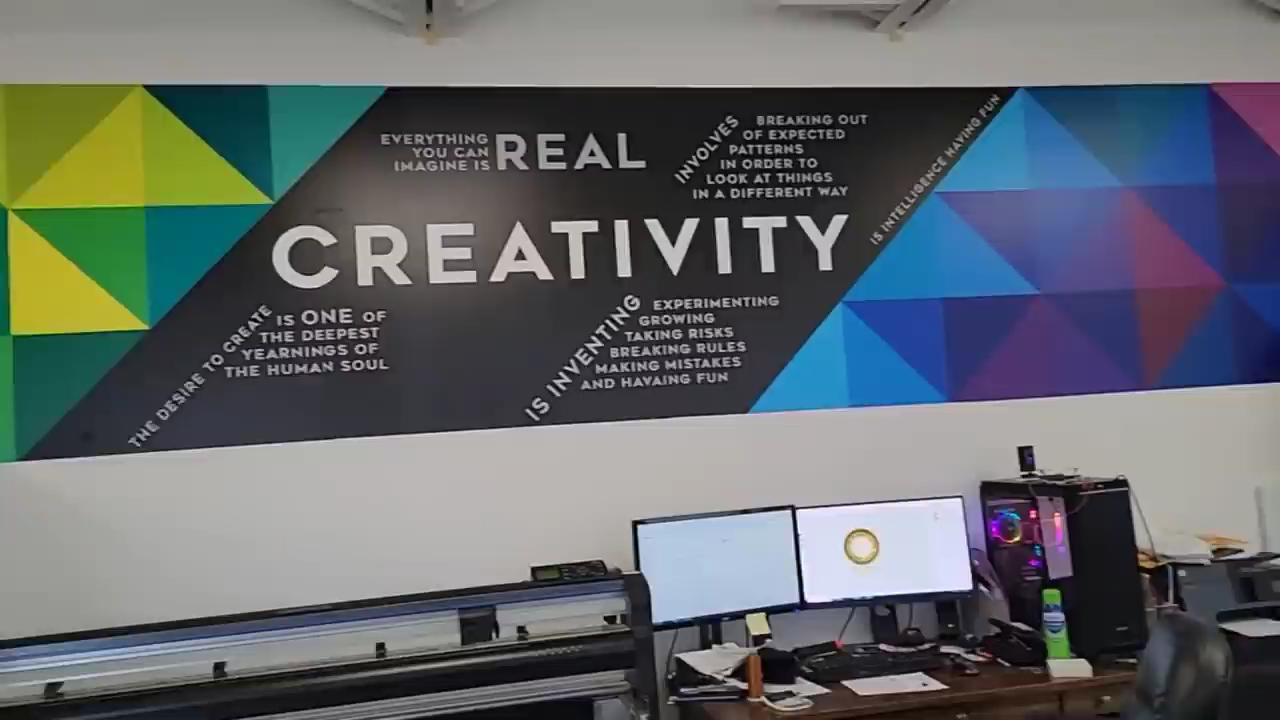 EVERYTHING
YOU CAN
IMAGINE IS
REAL
INVOLVES
BREAKING OUT
OF EXPECTED
PATTERNS
IN ORDER TO
LOOK AT THINGS
IN A DIFFERENT WAY
IS INTELLIGENCE HAVING FUN
CREATIVITY
THE DESIRE TO CREATE
IS ONE OF
THE DEEPEST
YEARNINGS OF
THE HUMAN SOUL
IS INVENTING
EXPERIMENTING
GROWING
TAKING RISKS
BREAKING RULES
MAKING MISTAKES
AND HAVAING FUN